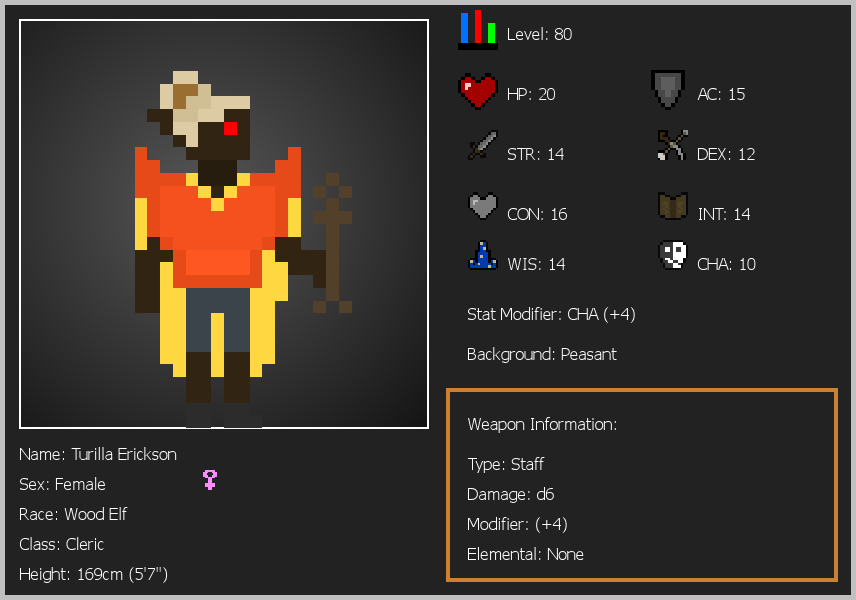 Level: 80
HP: 20
AC: 15
STR: 14
DEX: 12
CON: 16
INT: 14
WIS: 14
CHA: 10
Stat Modifier: CHA (+4)
Background: Peasant
Weapon Information:
Type: Staff
Damage: d6
Modifier: (+4)
Elemental: None
Name: Turilla Erickson
Sex: Female
Race: Wood Elf
Class: Cleric
Height: 169cm (5'7")